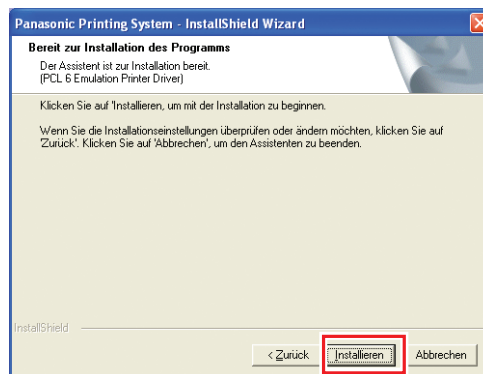 Panasonic Printing System - InstallShield Wizard
Bereit zur Installation des Programms
Der Assistent ist zur Installation bereit.
(PCL 6 Emulation Printer Driver)
Klicken Sie auf 'Installieren, um mit der Installation zu beginnen.
Wenn Sie die Installationseinstellungen überprüfen oder ändern möchten, klicken Sie auf
'Zurück'. Klicken Sie auf 'Abbrechen', um den Assistenten zu beenden.
InstallShield
< Zurück Installieren Abbrechen